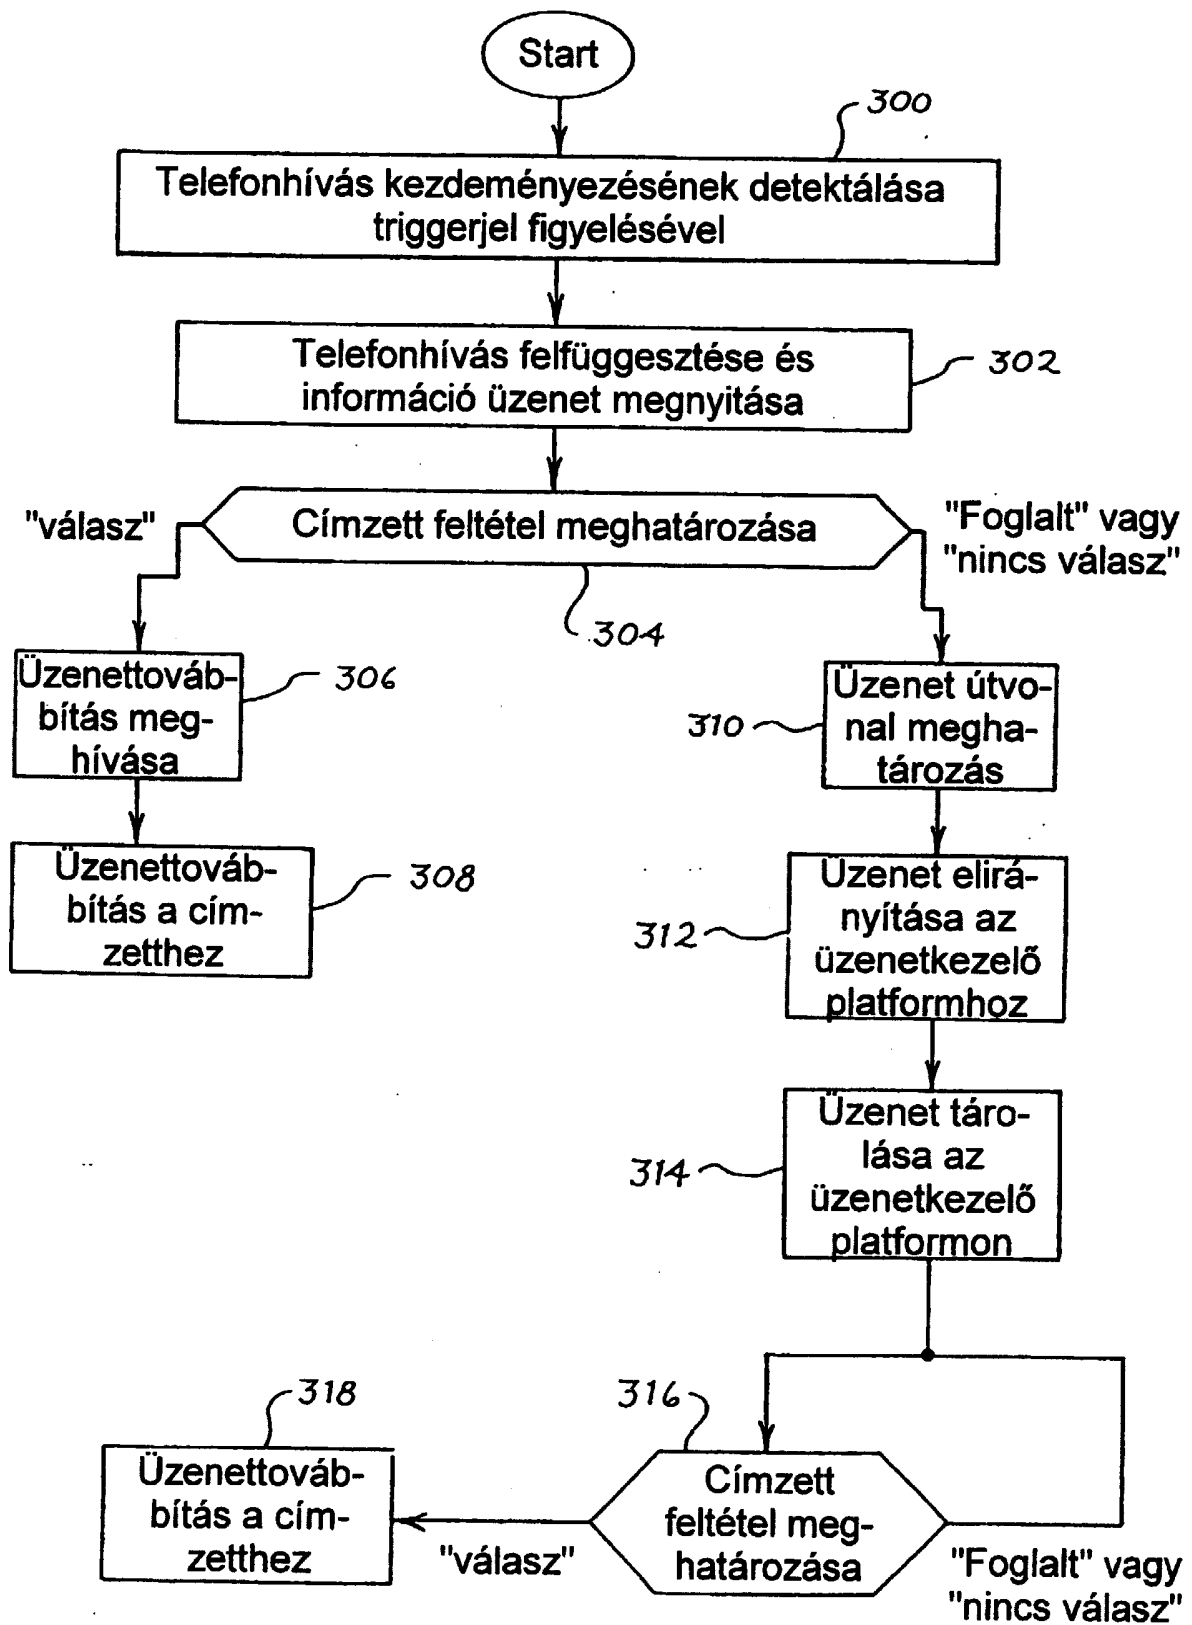 Start
300
Telefonhívás kezdeményezésének detektálása
triggerjel figyelésével
Telefonhívás felfüggesztése és
információ üzenet megnyitása
302
"válasz"
Címzett feltétel meghatározása
"Foglalt" vagy
"nincs válasz"
304
Üzenettováb-
bítás meg-
hívása
306
310
Üzenet útvo-
nal megha-
tározás
Üzenettováb-
bítás a cím-
zetthez
308
312
Üzenet elirá-
nyítása az
üzenetkezelő
platformhoz
314
Üzenet táro-
lása az
üzenetkezelő
platformon
318
316
Üzenettováb-
bítás a cím-
zetthez
"válasz"
Címzett
feltétel meg-
határozása
"Foglalt" vagy
"nincs válasz"